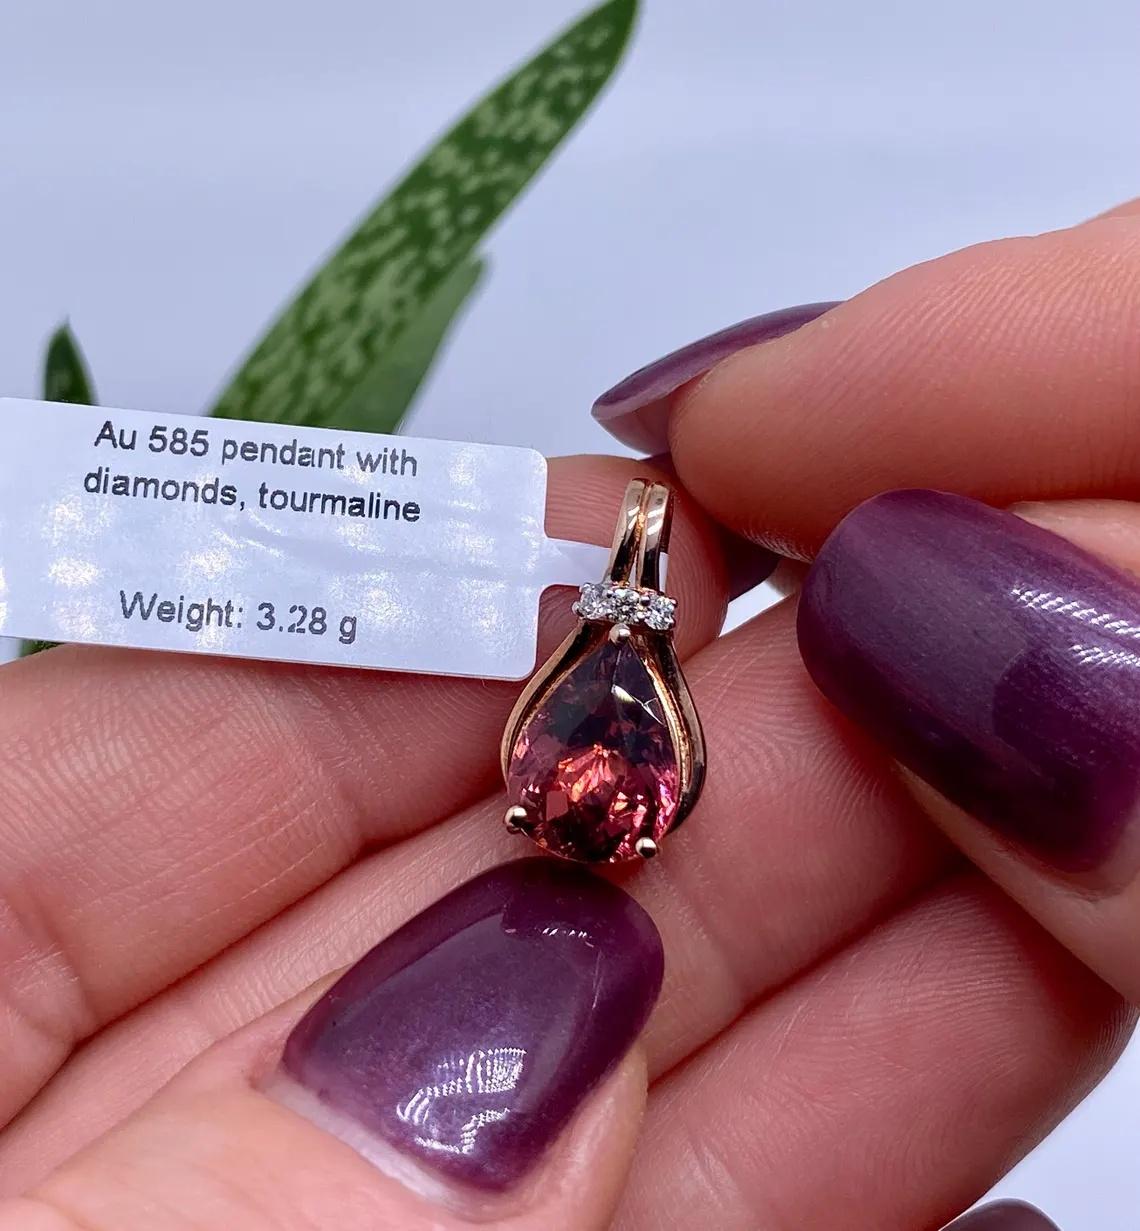 Au 585 pendant with
diamonds, tourmaline
Weight: 3.28 g